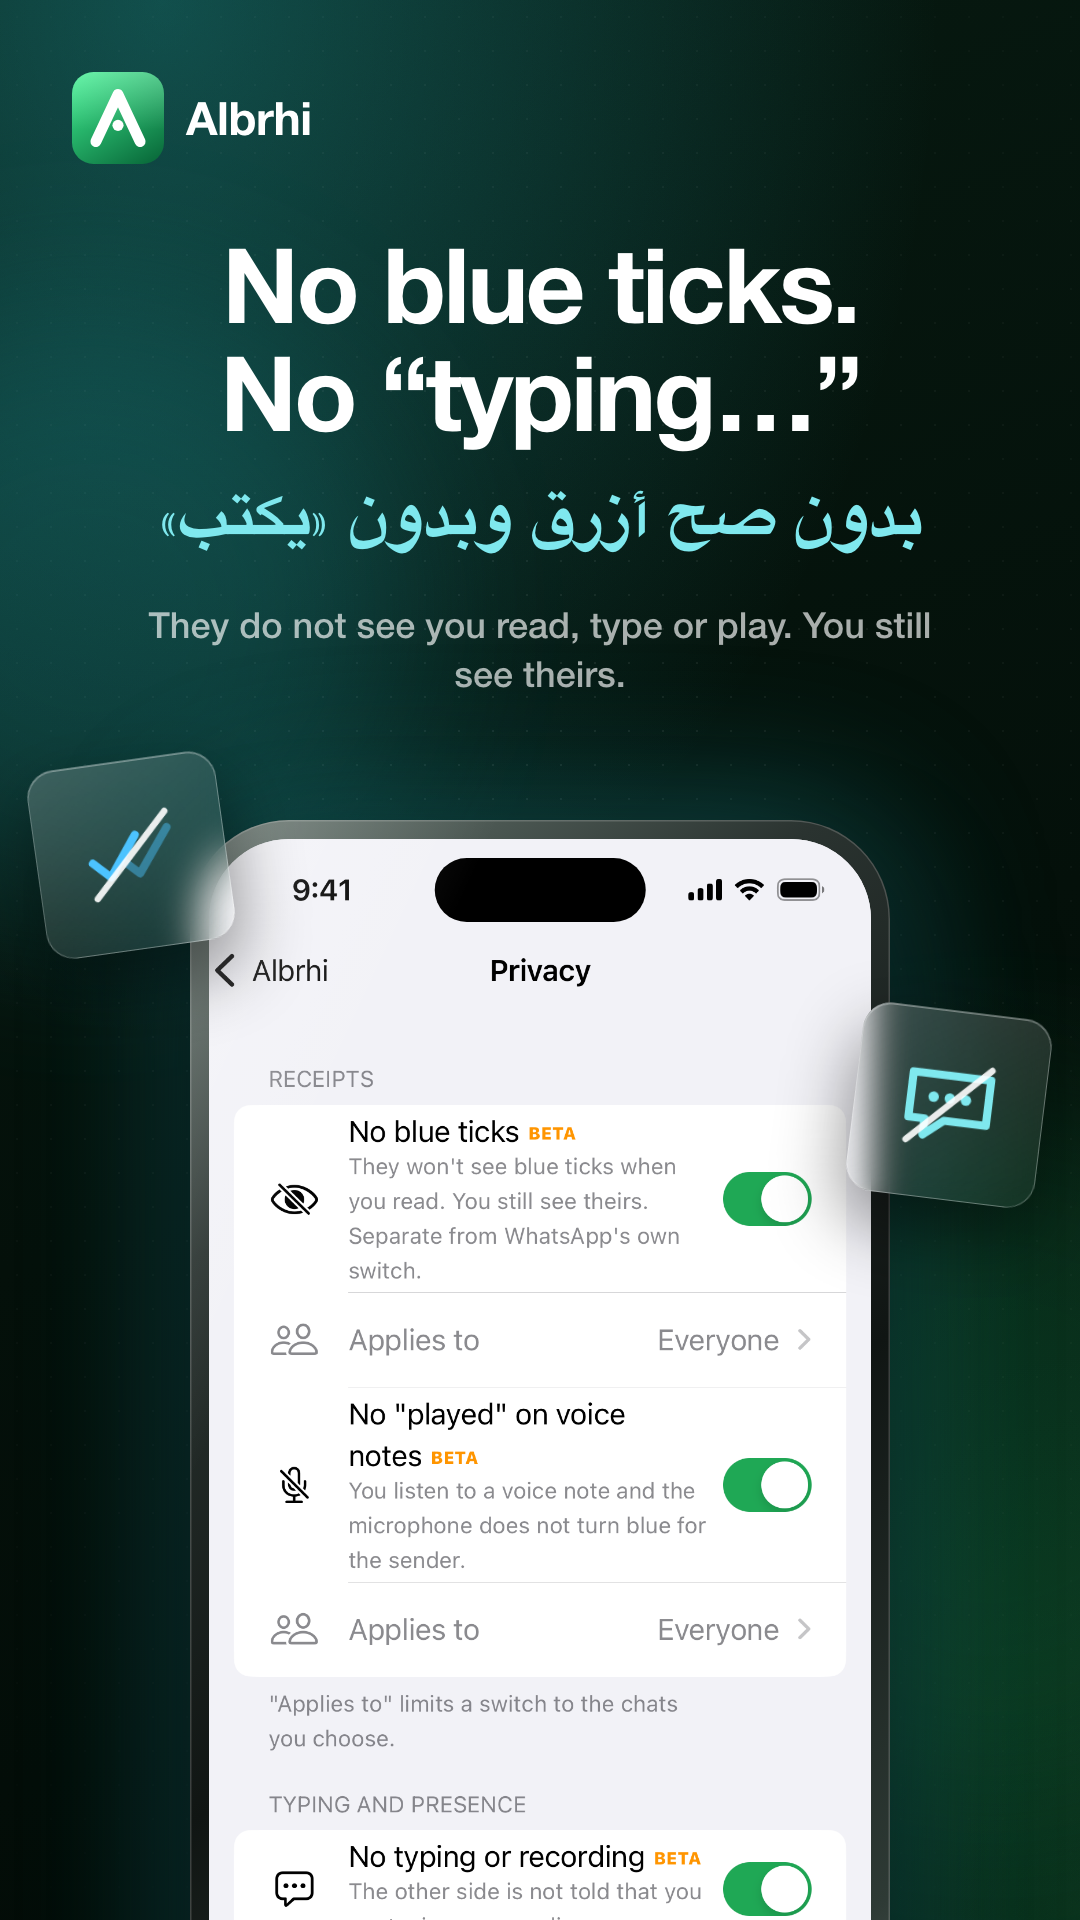 Albrhi
No blue ticks.
No “typing...”
بدون صح أزرق وبدون «يكتب»
They do not see you read, type or play. You still
see theirs.
9:41
Albrhi
Privacy
RECEIPTS
No blue ticks BETA
They won't see blue ticks when
you read. You still see theirs.
Separate from WhatsApp's own
switch.
Applies to Everyone
No "played" on voice
notes BETA
You listen to a voice note and the
microphone does not turn blue for
the sender.
Applies to Everyone
"Applies to" limits a switch to the chats
you choose.
TYPING AND PRESENCE
No typing or recording BETA
The other side is not told that you